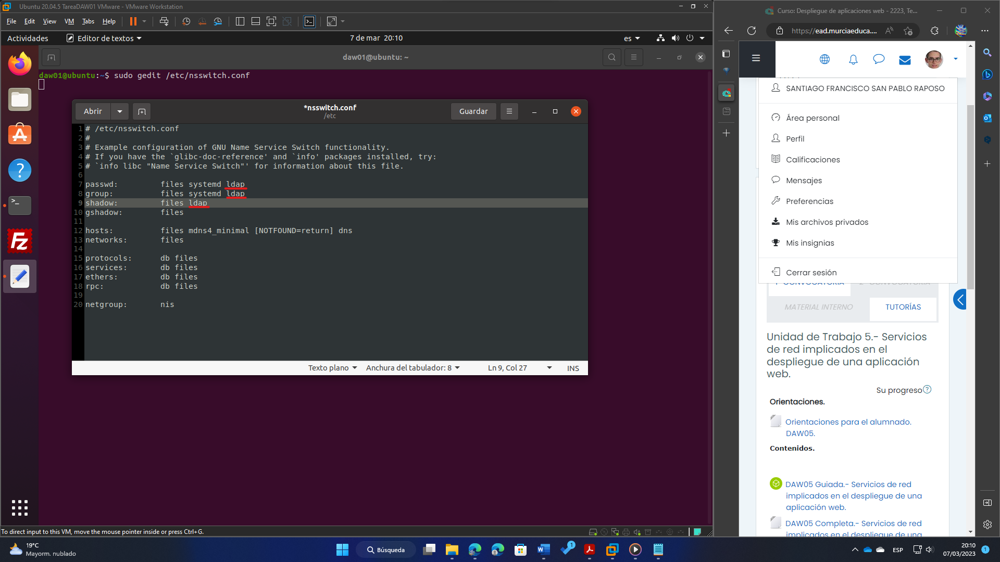 Ubuntu 20.04.5 TareaDAW01 VMware - VMware Workstation
File Edit View VM Tabs Help
Actividades Editor de textos 7 de mar 20:10 es
daw01@ubuntu: ~
daw01@ubuntu:~$ sudo gedit /etc/nsswitch.conf
Abrir *nsswitch.conf Guardar
/etc
1 # /etc/nsswitch.conf
2 #
3 # Example configuration of GNU Name Service Switch functionality.
4 # If you have the `glibc-doc-reference' and `info' packages installed, try:
5 # `info libc "Name Service Switch"' for information about this file.
6
7 passwd: files systemd ldap
8 group: files systemd ldap
9 shadow: files ldap
10 gshadow: files
11
12 hosts: files mdns4_minimal [NOTFOUND=return] dns
13 networks: files
14
15 protocols: db files
16 services: db files
17 ethers: db files
18 rpc: db files
19
20 netgroup: nis
Texto plano Anchura del tabulador: 8 Ln 9, Col 27 INS
To direct input to this VM, move the mouse pointer inside or press Ctrl+G.
Curso: Despliegue de aplicaciones web - 2223, Te...
https://ead.murciaeduca....
SANTIAGO FRANCISCO SAN PABLO RAPOSO
Área personal
Perfil
Calificaciones
Mensajes
Preferencias
Mis archivos privados
Mis insignias
Cerrar sesión
1ª CONVOCATORIA 2ª CONVOCATORIA
MATERIAL INTERNO TUTORÍAS
Unidad de Trabajo 5.- Servicios
de red implicados en el
despliegue de una aplicación
web.
Su progreso
Orientaciones.
Orientaciones para el alumnado.
DAW05.
Contenidos.
DAW05 Guiada.- Servicios de red
implicados en el despliegue de una
aplicación web.
DAW05 Completa.- Servicios de red
implicados en el despliegue de una
19°C
Mayorm. nublado
Búsqueda
1
ESP
20:10
07/03/2023
1